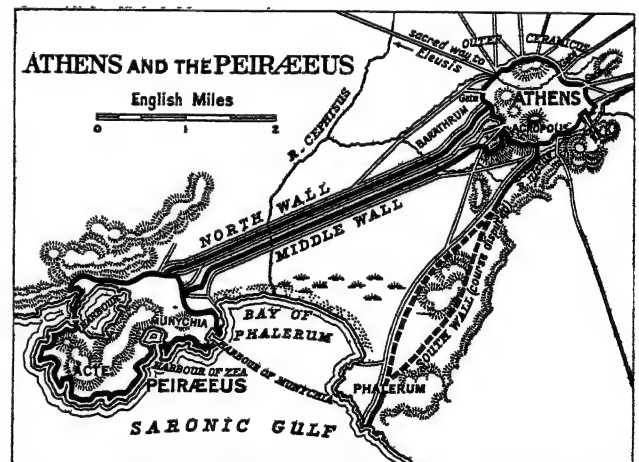 sacred way to
Eleusis
OUTER CERAMICUS
ATHENS AND THE PEIRÆEUS
English Miles
0 1 2
Gate
ATHENS
ACROPOLIS
BARATHRUM
R. CEPHISUS
NORTH WALL
MIDDLE WALL
SOUTH WALL COURSE OF
MUNYCHIA
BAY OF
PHALERUM
ACTE
HARBOUR OF ZEA
HARBOUR OF MUNYCHIA
PEIRÆEUS
PHALERUM
SARONIC GULF